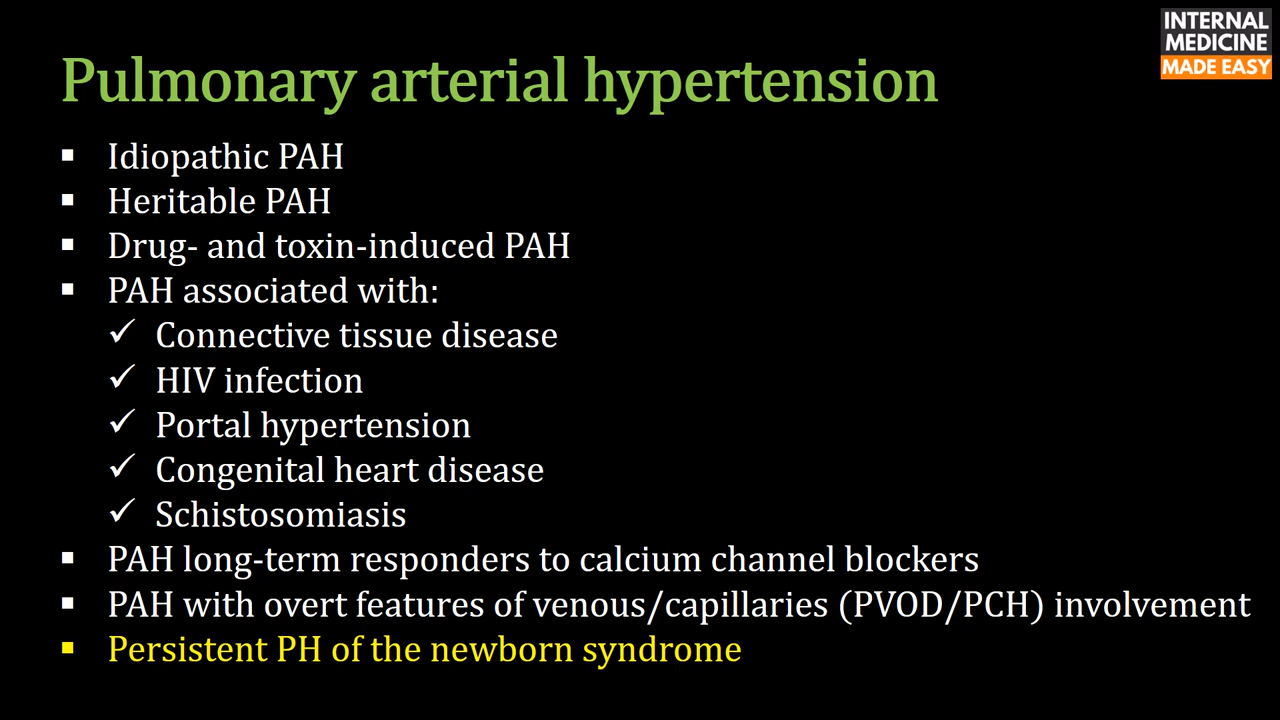 INTERNAL
MEDICINE
MADE EASY
Pulmonary arterial hypertension
▪ Idiopathic PAH
▪ Heritable PAH
▪ Drug- and toxin-induced PAH
▪ PAH associated with:
✓ Connective tissue disease
✓ HIV infection
✓ Portal hypertension
✓ Congenital heart disease
✓ Schistosomiasis
▪ PAH long-term responders to calcium channel blockers
▪ PAH with overt features of venous/capillaries (PVOD/PCH) involvement
▪ Persistent PH of the newborn syndrome